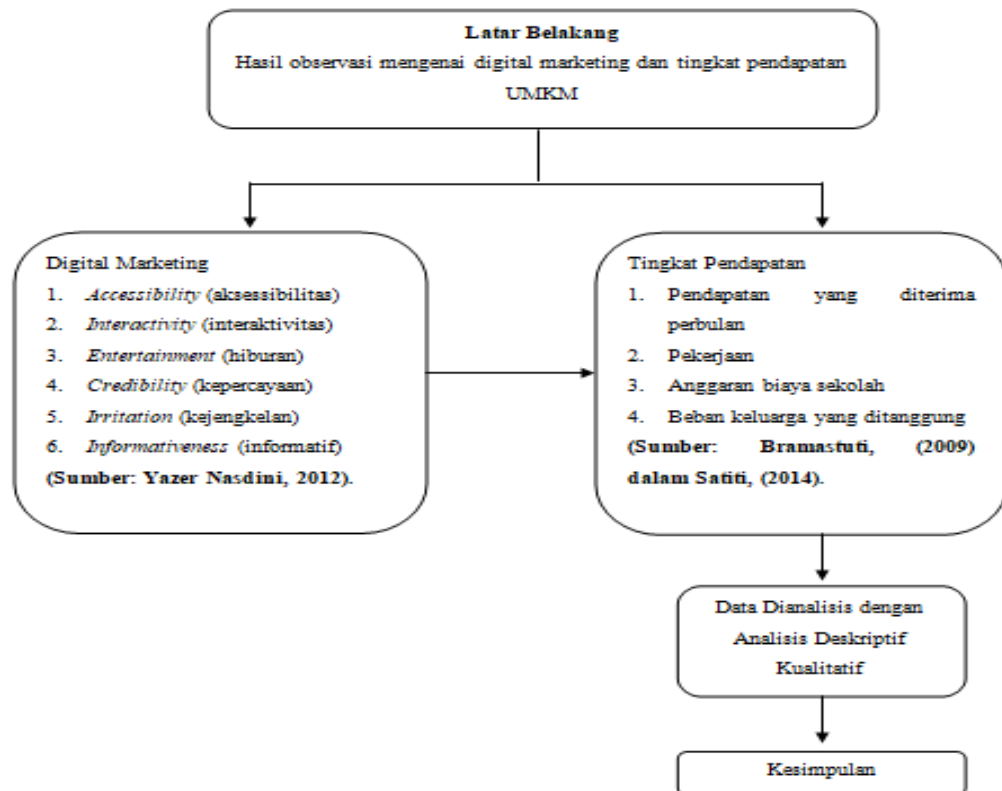 Latar Belakang
Hasil observasi mengenai digital marketing dan tingkat pendapatan
UMKM
Digital Marketing
1. Accessibility (aksessibilitas)
2. Interactivity (interaktivitas)
3. Entertainment (hiburan)
4. Credibility (kepercayaan)
5. Irritation (kejengkelan)
6. Informativeness (informatif)
(Sumber: Yazer Nasdini, 2012).
Tingkat Pendapatan
1. Pendapatan yang diterima
perbulan
2. Pekerjaan
3. Anggaran biaya sekolah
4. Beban keluarga yang ditanggung
(Sumber: Bramastuti, (2009)
dalam Satiti, (2014).
Data Dianalisis dengan
Analisis Deskriptif
Kualitatif
Kesimpulan